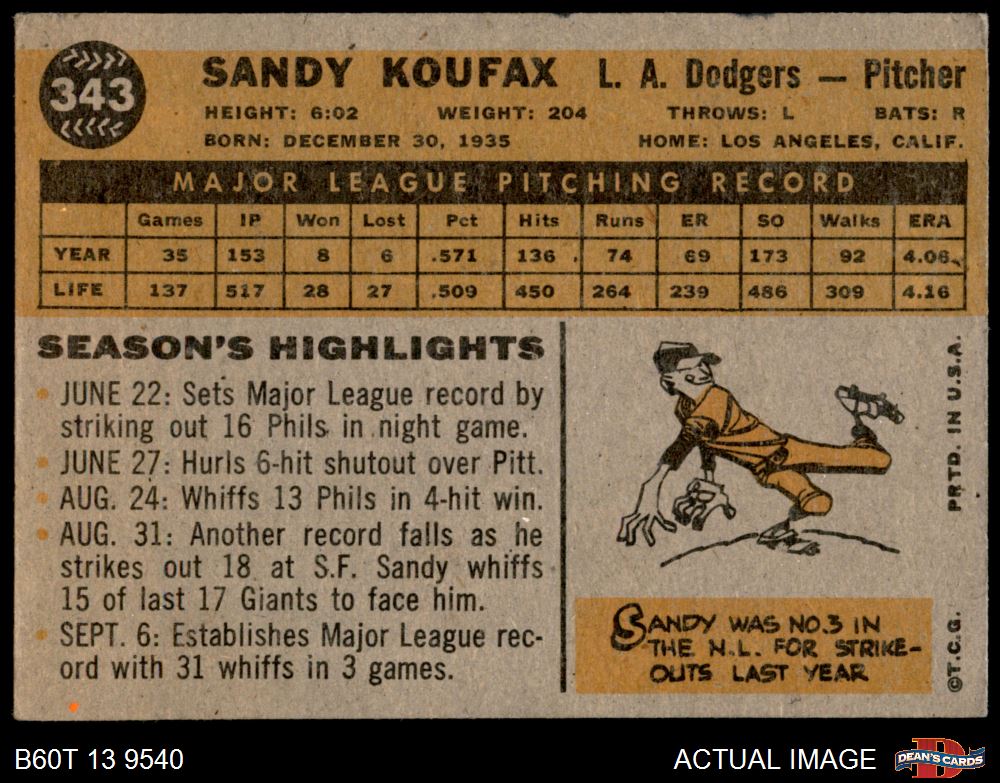 343
SANDY KOUFAX L. A. Dodgers — Pitcher
HEIGHT: 6:02 WEIGHT: 204 THROWS: L BATS: R
BORN: DECEMBER 30, 1935 HOME: LOS ANGELES, CALIF.
MAJOR LEAGUE PITCHING RECORD
Games IP Won Lost Pct Hits Runs ER SO Walks ERA
YEAR 35 153 8 6 .571 136 74 69 173 92 4.06
LIFE 137 517 28 27 .509 450 264 239 486 309 4.16
SEASON'S HIGHLIGHTS
• JUNE 22: Sets Major League record by
striking out 16 Phils in night game.
• JUNE 27: Hurls 6-hit shutout over Pitt.
• AUG. 24: Whiffs 13 Phils in 4-hit win.
• AUG. 31: Another record falls as he
strikes out 18 at S.F. Sandy whiffs
15 of last 17 Giants to face him.
• SEPT. 6: Establishes Major League rec-
ord with 31 whiffs in 3 games.
SANDY WAS NO.3 IN
THE N.L. FOR STRIKE-
OUTS LAST YEAR
©T.C.G. PRTD. IN U.S.A.
B60T 13 9540 ACTUAL IMAGE
D
DEAN'S CARDS